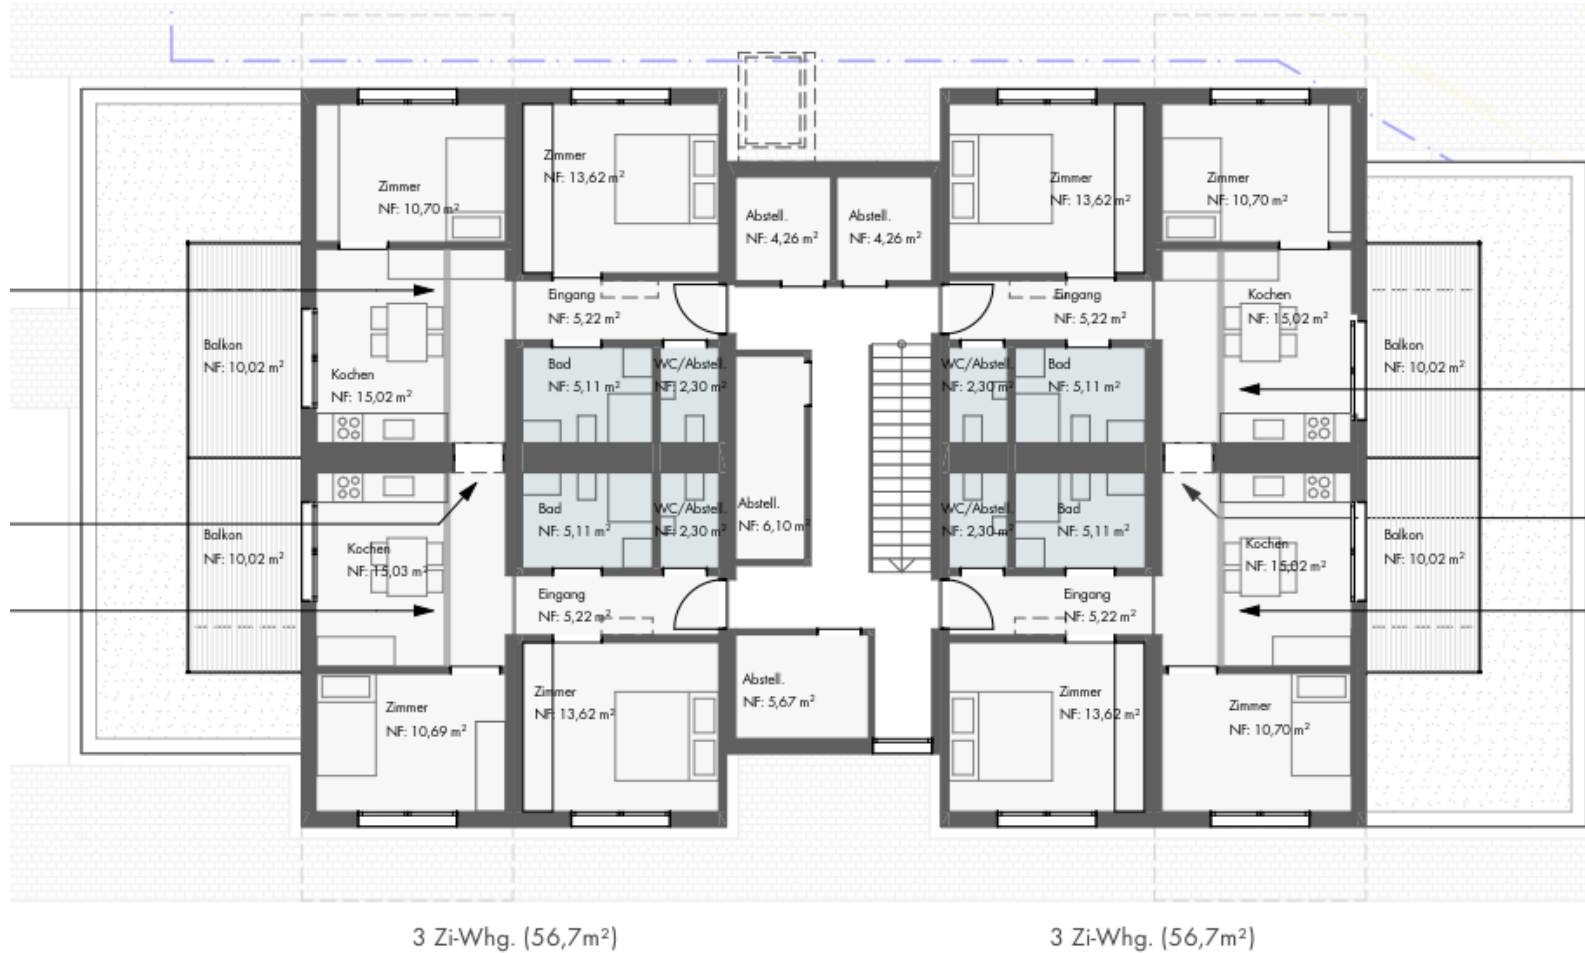 Zimmer
NF: 10,70 m²
Zimmer
NF: 13,62 m²
Abstell.
NF: 4,26 m²
Abstell.
NF: 4,26 m²
Zimmer
NF: 13,62 m²
Zimmer
NF: 10,70 m²
Eingang
NF: 5,22 m²
Eingang
NF: 5,22 m²
Kochen
NF: 15,02 m²
Balkon
NF: 10,02 m²
Kochen
NF: 15,02 m²
Bad
NF: 5,11 m²
WC/Abstell.
NF: 2,30 m²
WC/Abstell.
NF: 2,30 m²
Bad
NF: 5,11 m²
Balkon
NF: 10,02 m²
Balkon
NF: 10,02 m²
Kochen
NF: 15,03 m²
Bad
NF: 5,11 m²
WC/Abstell.
NF: 2,30 m²
Abstell.
NF: 6,10 m²
WC/Abstell.
NF: 2,30 m²
Bad
NF: 5,11 m²
Kochen
NF: 15,02 m²
Balkon
NF: 10,02 m²
Eingang
NF: 5,22 m²
Eingang
NF: 5,22 m²
Zimmer
NF: 10,69 m²
Zimmer
NF: 13,62 m²
Abstell.
NF: 5,67 m²
Zimmer
NF: 13,62 m²
Zimmer
NF: 10,70 m²
3 Zi-Whg. (56,7m²)
3 Zi-Whg. (56,7m²)